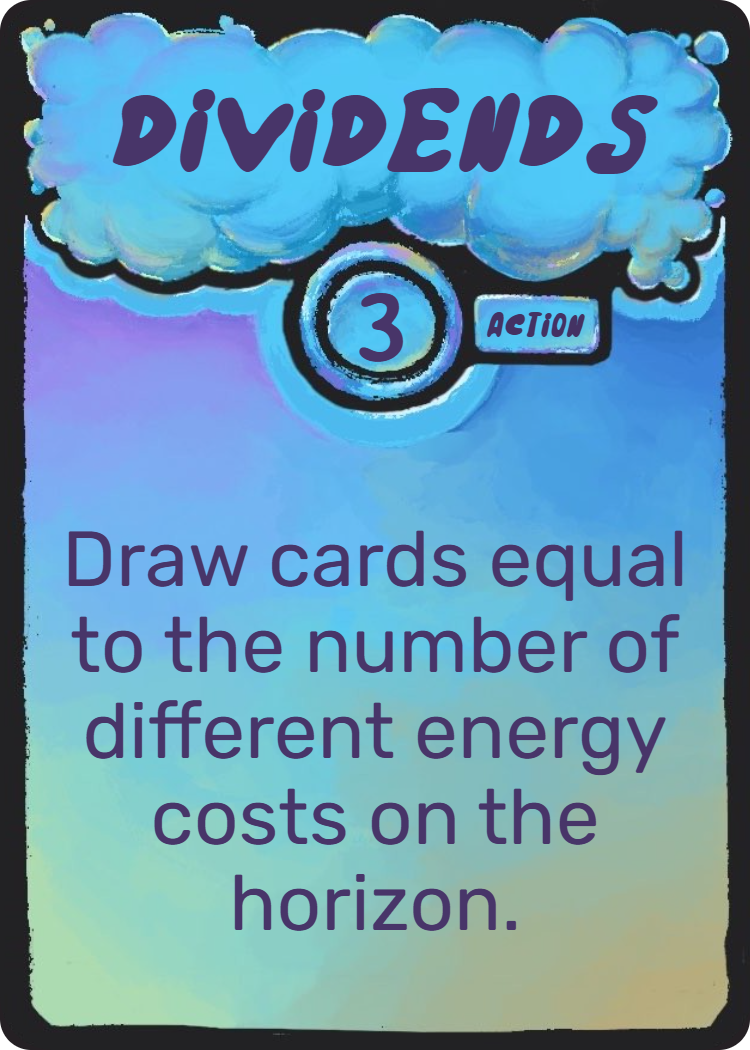 DiViDENDS
3
ACTiON
Draw cards equal
to the number of
different energy
costs on the
horizon.